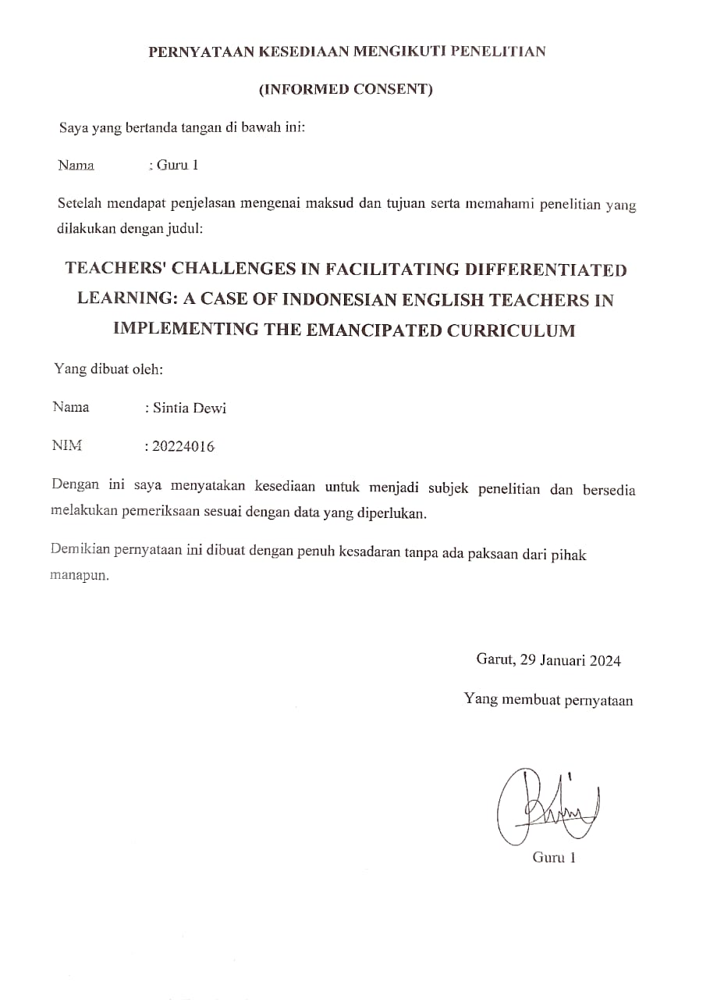 PERNYATAAN KESEDIAAN MENGIKUTI PENELITIAN
(INFORMED CONSENT)
Saya yang bertanda tangan di bawah ini:
Nama : Guru 1
Setelah mendapat penjelasan mengenai maksud dan tujuan serta memahami penelitian yang
dilakukan dengan judul:
TEACHERS' CHALLENGES IN FACILITATING DIFFERENTIATED
LEARNING: A CASE OF INDONESIAN ENGLISH TEACHERS IN
IMPLEMENTING THE EMANCIPATED CURRICULUM
Yang dibuat oleh:
Nama : Sintia Dewi
NIM : 20224016
Dengan ini saya menyatakan kesediaan untuk menjadi subjek penelitian dan bersedia
melakukan pemeriksaan sesuai dengan data yang diperlukan.
Demikian pernyataan ini dibuat dengan penuh kesadaran tanpa ada paksaan dari pihak
manapun.
Garut, 29 Januari 2024
Yang membuat pernyataan
Guru 1